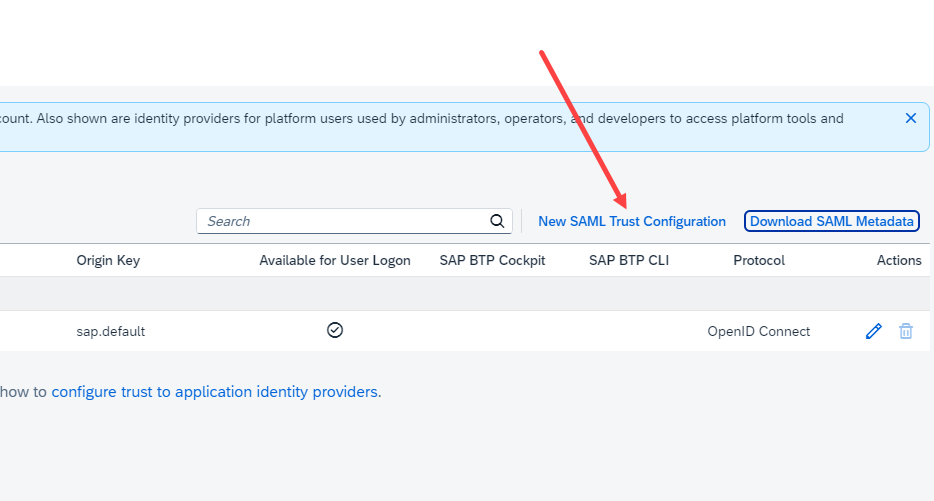 count. Also shown are identity providers for platform users used by administrators, operators, and developers to access platform tools and
Search
New SAML Trust Configuration
Download SAML Metadata
Origin Key Available for User Logon SAP BTP Cockpit SAP BTP CLI Protocol Actions
sap.default OpenID Connect
how to configure trust to application identity providers.